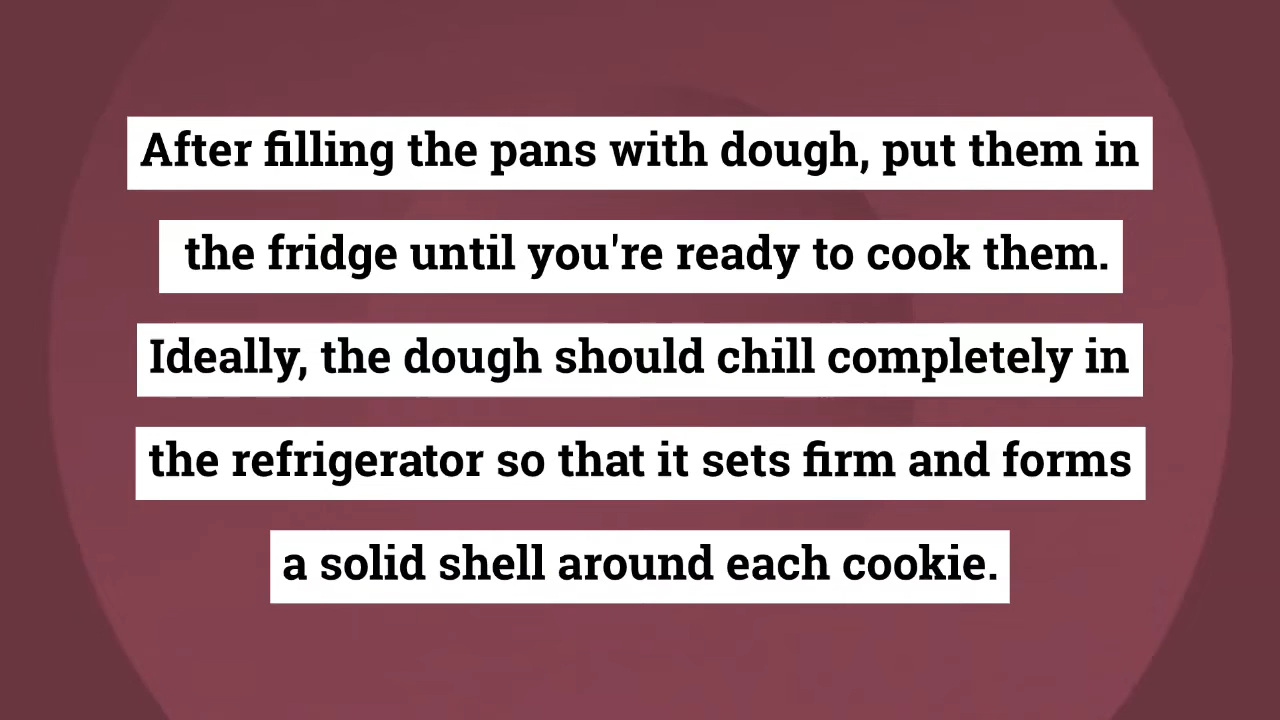 After filling the pans with dough, put them in
the fridge until you're ready to cook them.
Ideally, the dough should chill completely in
the refrigerator so that it sets firm and forms
a solid shell around each cookie.